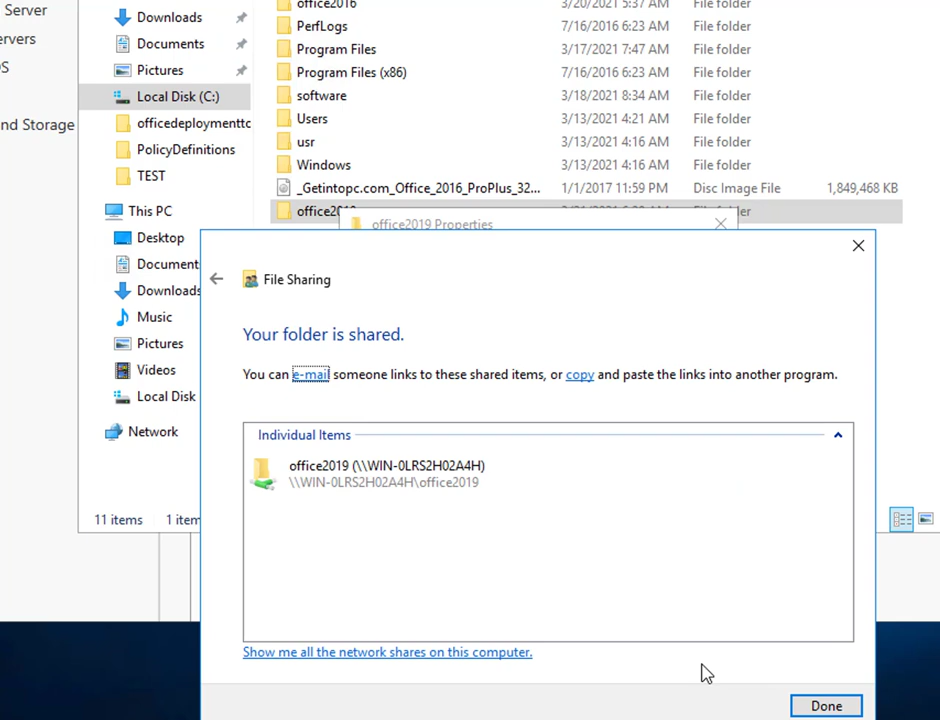 Server
ervers
S
nd Storage
Downloads
Documents
Pictures
Local Disk (C:)
officedeploymenttc
PolicyDefinitions
TEST
This PC
Desktop
Document
Downloads
Music
Pictures
Videos
Local Disk
Network
11 items 1 item
office2016 3/20/2021 5:37 AM File folder
PerfLogs 7/16/2016 6:23 AM File folder
Program Files 3/17/2021 7:47 AM File folder
Program Files (x86) 7/16/2016 6:23 AM File folder
software 3/18/2021 8:34 AM File folder
Users 3/13/2021 4:21 AM File folder
usr 3/13/2021 4:16 AM File folder
Windows 3/13/2021 4:16 AM File folder
_Getintopc.com_Office_2016_ProPlus_32... 1/1/2017 11:59 PM Disc Image File 1,849,468 KB
office2019
office2019 Properties
File Sharing
Your folder is shared.
You can e-mail someone links to these shared items, or copy and paste the links into another program.
Individual Items
office2019 (\\WIN-0LRS2H02A4H)
\\WIN-0LRS2H02A4H\office2019
Show me all the network shares on this computer.
Done